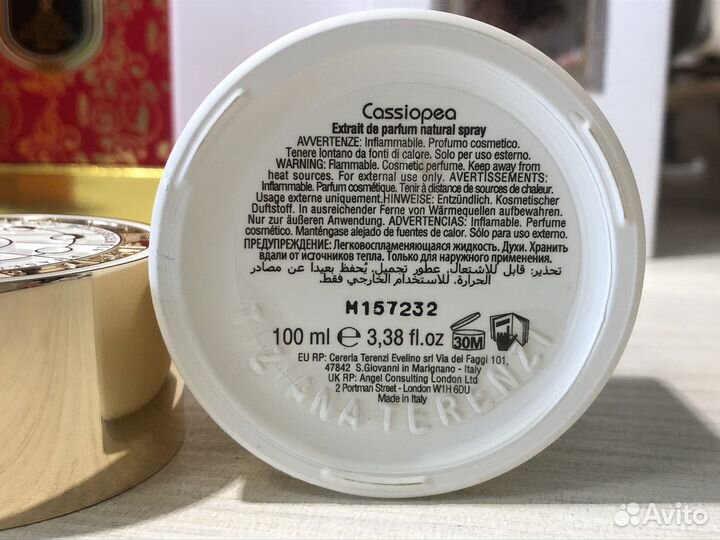 Cassiopea
Extrait de parfum natural spray
AVVERTENZE: Inflammabile. Profumo cosmetico.
Tenere lontano da fonti di calore. Solo per uso esterno.
WARNING: Flammable. Cosmetic perfume. Keep away from
heat sources. For external use only. AVERTISSEMENTS:
Inflammable. Parfum cosmétique. Tenir à distance de sources de chaleur.
Usage externe uniquement.HINWEISE: Entzündlich. Kosmetischer
Duftstoff. In ausreichender Ferne von Wärmequellen aufbewahren.
Nur zur äußeren Anwendung. ADVERTENCIAS: Inflamable. Perfume
cosmético. Manténgase alejado de fuentes de calor. Sólo para uso externo.
ПРЕДУПРЕЖДЕНИЕ: Легковоспламеняющаяся жидкость. Духи. Хранить
вдали от источников тепла. Только для наружного применения.
تحذير: قابل للاشتعال. عطور تجميل. يُحفظ بعيدا عن مصادر
الحرارة. للاستخدام الخارجي فقط.
M157232
100 ml e 3,38 fl.oz 30M
EU RP: Cereria Terenzi Evelino srl Via dei Faggi 101,
47842 S.Giovanni in Marignano - Italy
UK RP: Angel Consulting London Ltd
2 Portman Street - London W1H 6DU
Made in Italy
TIZIANA TERENZI
Avito